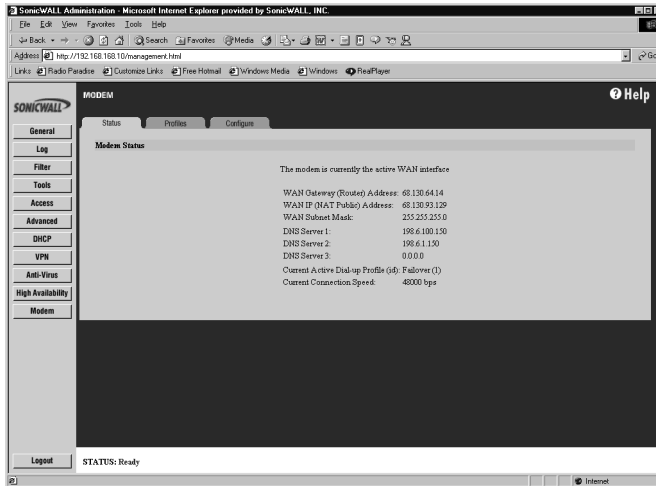 SonicWALL Administration - Microsoft Internet Explorer provided by SonicWALL, INC.
File Edit View Favorites Tools Help
Back Search Favorites Media
Address http://192.168.168.10/management.html Go
Links Radio Paradise Customize Links Free Hotmail Windows Media Windows RealPlayer
SONICWALL
MODEM
? Help
Status Profiles Configure
General
Log
Filter
Tools
Access
Advanced
DHCP
VPN
Anti-Virus
High Availability
Modem
Modem Status
The modem is currently the active WAN interface
WAN Gateway (Router) Address: 68.130.64.14
WAN IP (NAT Public) Address: 68.130.93.129
WAN Subnet Mask: 255.255.255.0
DNS Server 1: 198.6.100.150
DNS Server 2: 198.6.1.150
DNS Server 3: 0.0.0.0
Current Active Dial-up Profile (id): Failover (1)
Current Connection Speed: 48000 bps
Logout
STATUS: Ready
Internet